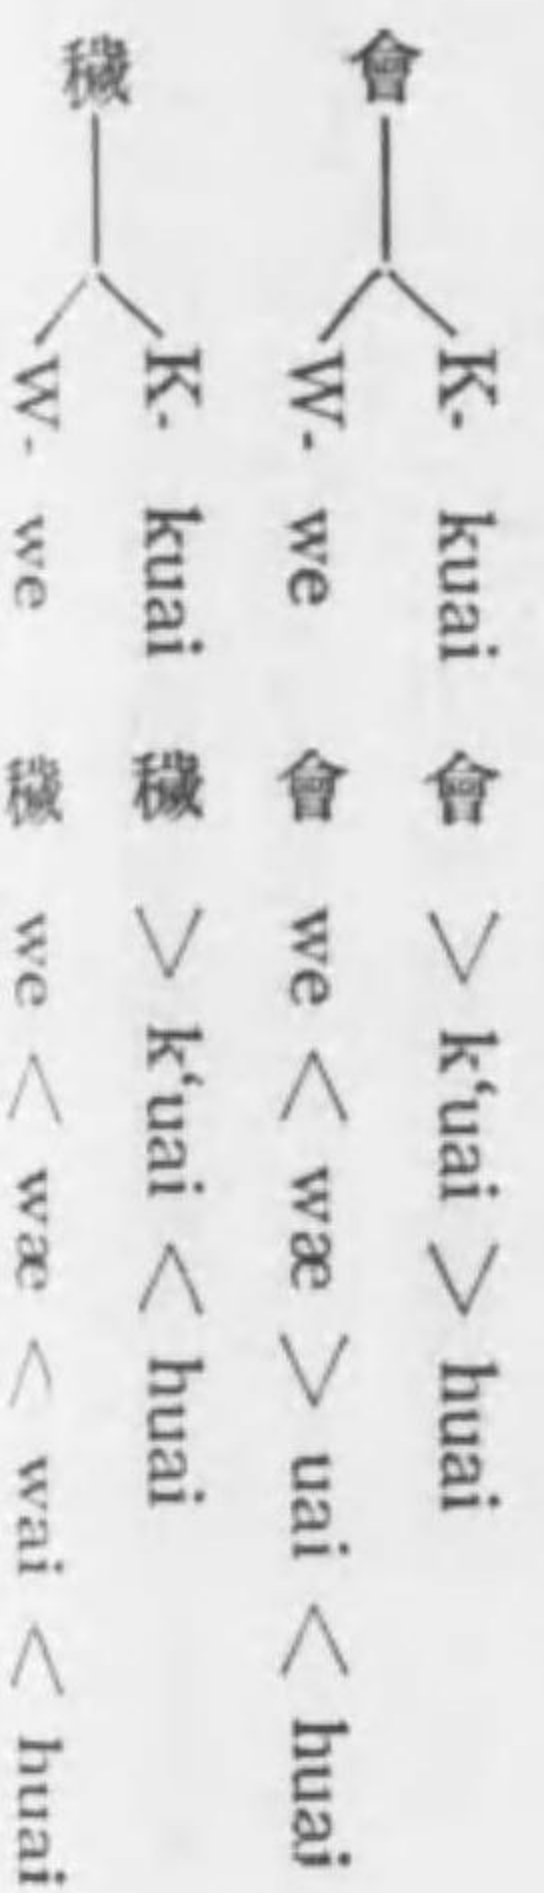 會
K- kuai 會 > k‘uai > huai
W- we 會 we < wæ > uai < huai
穢
K- kuai 穢 > k‘uai < huai
W- we 穢 we < wæ < wai < huai